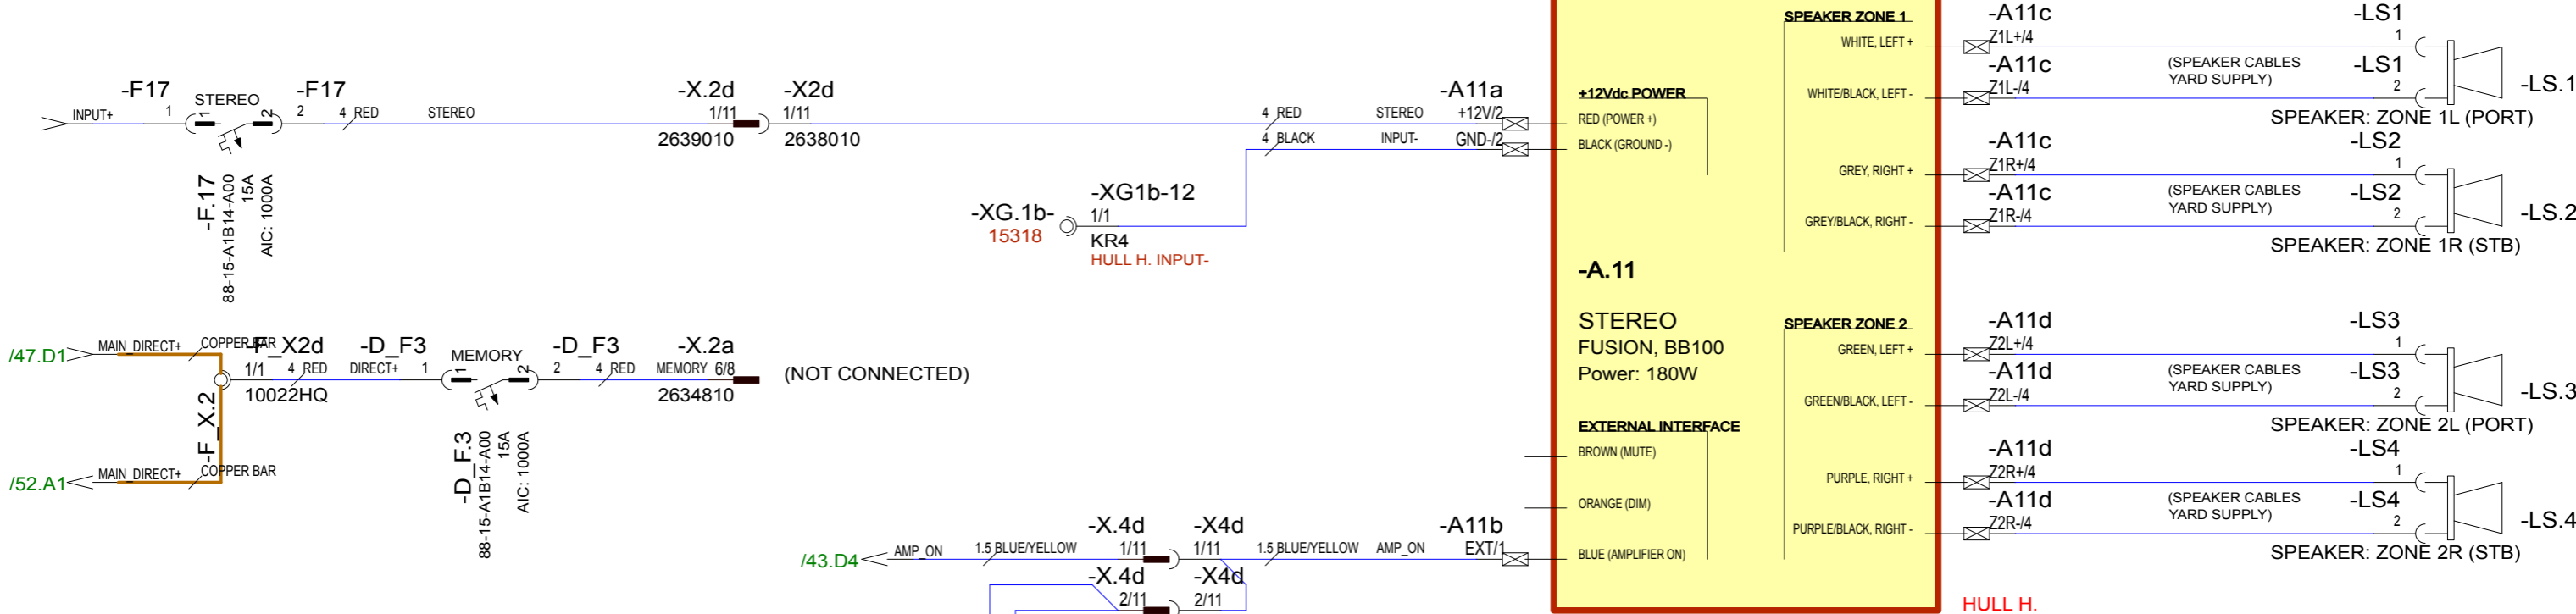 -F17
-F17
INPUT+
1
STEREO
1
2
2
4 RED
STEREO
-F.17
88-15-A1B14-A00
15A
AIC: 1000A
-X.2d
1/11
2639010
-X2d
1/11
2638010
4 RED
STEREO
-A11a
+12V/2
4 BLACK
INPUT-
GND-/2
-XG.1b-
15318
-XG1b-12
1/1
KR4
HULL H. INPUT-
/47.D1
MAIN_DIRECT+
COPPER BAR
/52.A1
MAIN_DIRECT+
COPPER BAR
-F_X.2
-F_X2d
1/1
10022HQ
4 RED
DIRECT+
-D_F3
1
MEMORY
1
2
-D_F3
2
4 RED
-X.2a
MEMORY 6/8
2634810
(NOT CONNECTED)
-D_F.3
88-15-A1B14-A00
15A
AIC: 1000A
/43.D4
AMP_ON
1.5 BLUE/YELLOW
-X.4d
1/11
-X4d
1/11
1.5 BLUE/YELLOW
AMP_ON
-A11b
EXT/1
-X.4d
2/11
-X4d
2/11
+12Vdc POWER
RED (POWER +)
BLACK (GROUND -)
-A.11
STEREO
FUSION, BB100
Power: 180W
EXTERNAL INTERFACE
BROWN (MUTE)
ORANGE (DIM)
BLUE (AMPLIFIER ON)
SPEAKER ZONE 1
WHITE, LEFT +
WHITE/BLACK, LEFT -
GREY, RIGHT +
GREY/BLACK, RIGHT -
SPEAKER ZONE 2
GREEN, LEFT +
GREEN/BLACK, LEFT -
PURPLE, RIGHT +
PURPLE/BLACK, RIGHT -
-A11c
Z1L+/4
-LS1
1
-A11c
Z1L-/4
(SPEAKER CABLES
YARD SUPPLY)
-LS1
2
-LS.1
SPEAKER: ZONE 1L (PORT)
-A11c
Z1R+/4
-LS2
1
-A11c
Z1R-/4
(SPEAKER CABLES
YARD SUPPLY)
-LS2
2
-LS.2
SPEAKER: ZONE 1R (STB)
-A11d
Z2L+/4
-LS3
1
-A11d
Z2L-/4
(SPEAKER CABLES
YARD SUPPLY)
-LS3
2
-LS.3
SPEAKER: ZONE 2L (PORT)
-A11d
Z2R+/4
-LS4
1
-A11d
Z2R-/4
(SPEAKER CABLES
YARD SUPPLY)
-LS4
2
-LS.4
SPEAKER: ZONE 2R (STB)
HULL H.